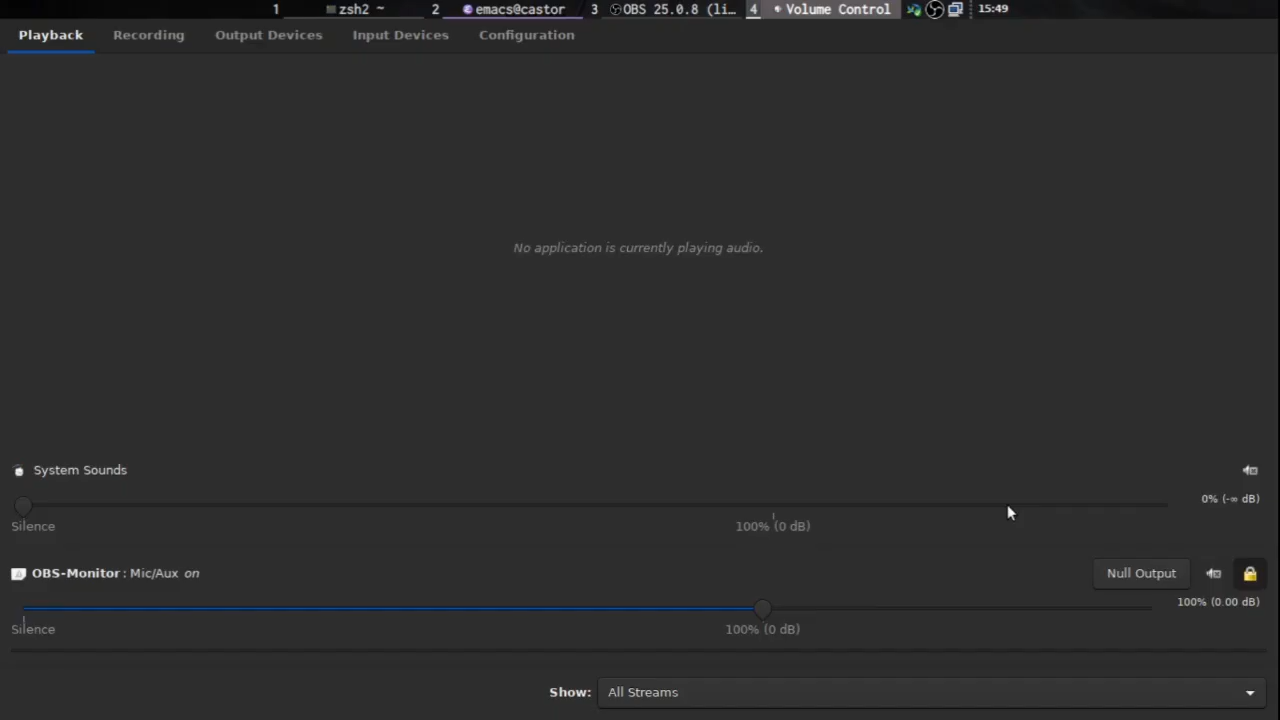 1 zsh2 ~ 2 emacs@castor 3 OBS 25.0.8 (li… 4 Volume Control 15:49
Playback Recording Output Devices Input Devices Configuration
No application is currently playing audio.
System Sounds
0% (-∞ dB)
Silence 100% (0 dB)
OBS-Monitor : Mic/Aux on Null Output
100% (0.00 dB)
Silence 100% (0 dB)
Show: All Streams